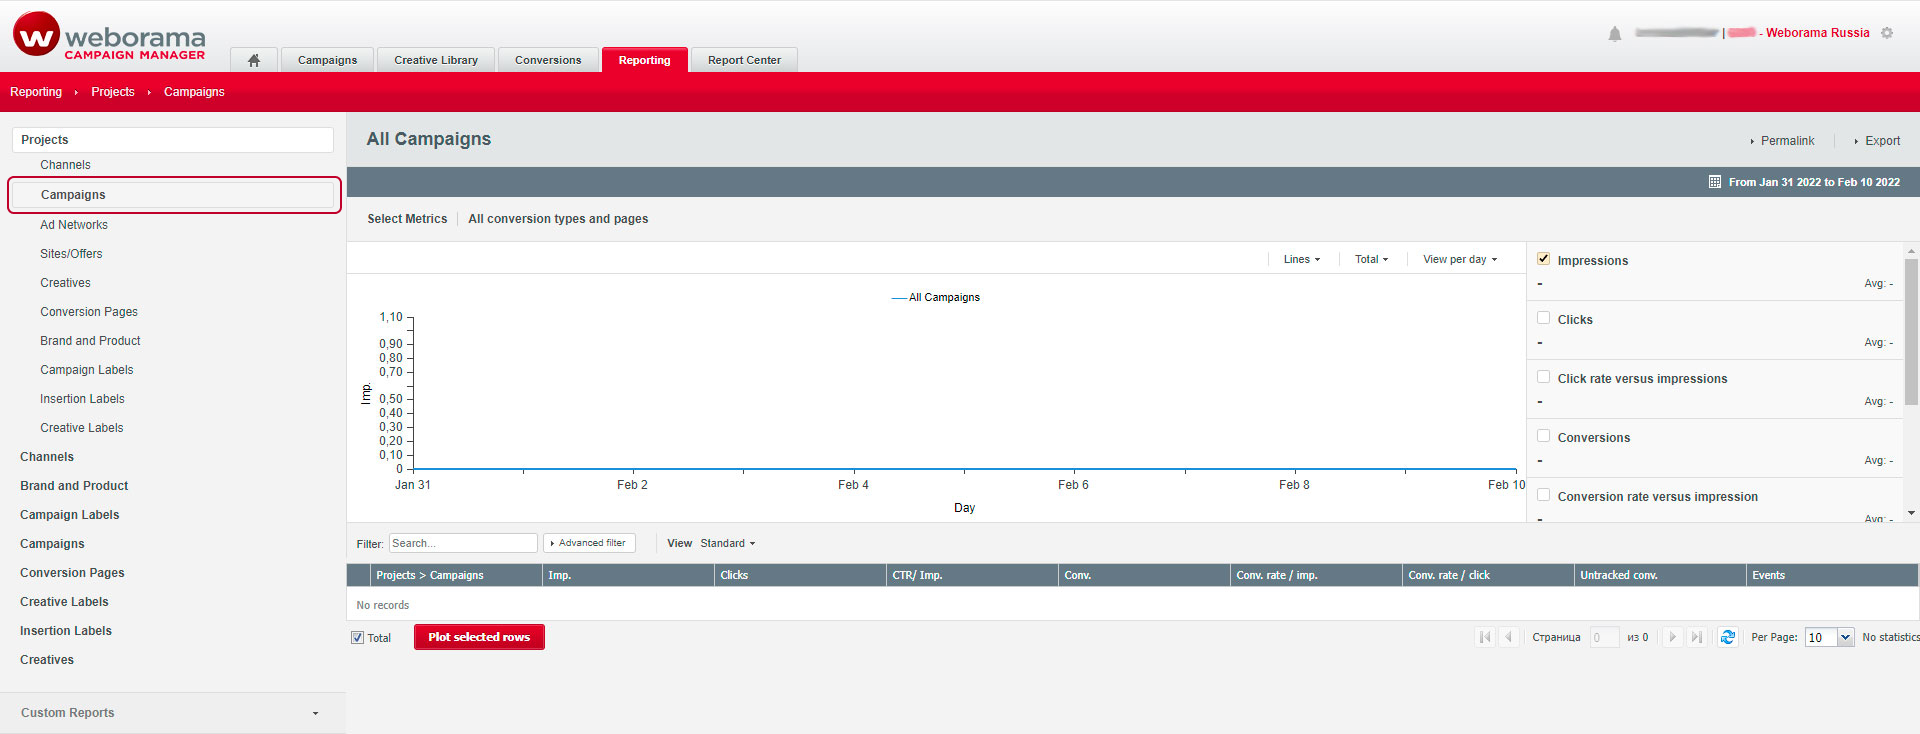 weborama
CAMPAIGN MANAGER
Campaigns
Creative Library
Conversions
Reporting
Report Center
| - Weborama Russia
Reporting
Projects
Campaigns
Projects
Channels
Campaigns
Ad Networks
Sites/Offers
Creatives
Conversion Pages
Brand and Product
Campaign Labels
Insertion Labels
Creative Labels
Channels
Brand and Product
Campaign Labels
Campaigns
Conversion Pages
Creative Labels
Insertion Labels
Creatives
Custom Reports
All Campaigns
Permalink
Export
From Jan 31 2022 to Feb 10 2022
Select Metrics
All conversion types and pages
Lines
Total
View per day
All Campaigns
1,10
0,90
0,80
0,70
0,50
0,40
0,30
0,20
0,10
0
Imp.
Jan 31
Feb 2
Feb 4
Feb 6
Feb 8
Feb 10
Day
Impressions
- Avg: -
Clicks
- Avg: -
Click rate versus impressions
- Avg: -
Conversions
- Avg: -
Conversion rate versus impression
- Avg: -
Filter: Search...
Advanced filter
View Standard
Projects > Campaigns
Imp.
Clicks
CTR/ Imp.
Conv.
Conv. rate / imp.
Conv. rate / click
Untracked conv.
Events
No records
Total
Plot selected rows
Страница 0 из 0
Per Page: 10
No statistics